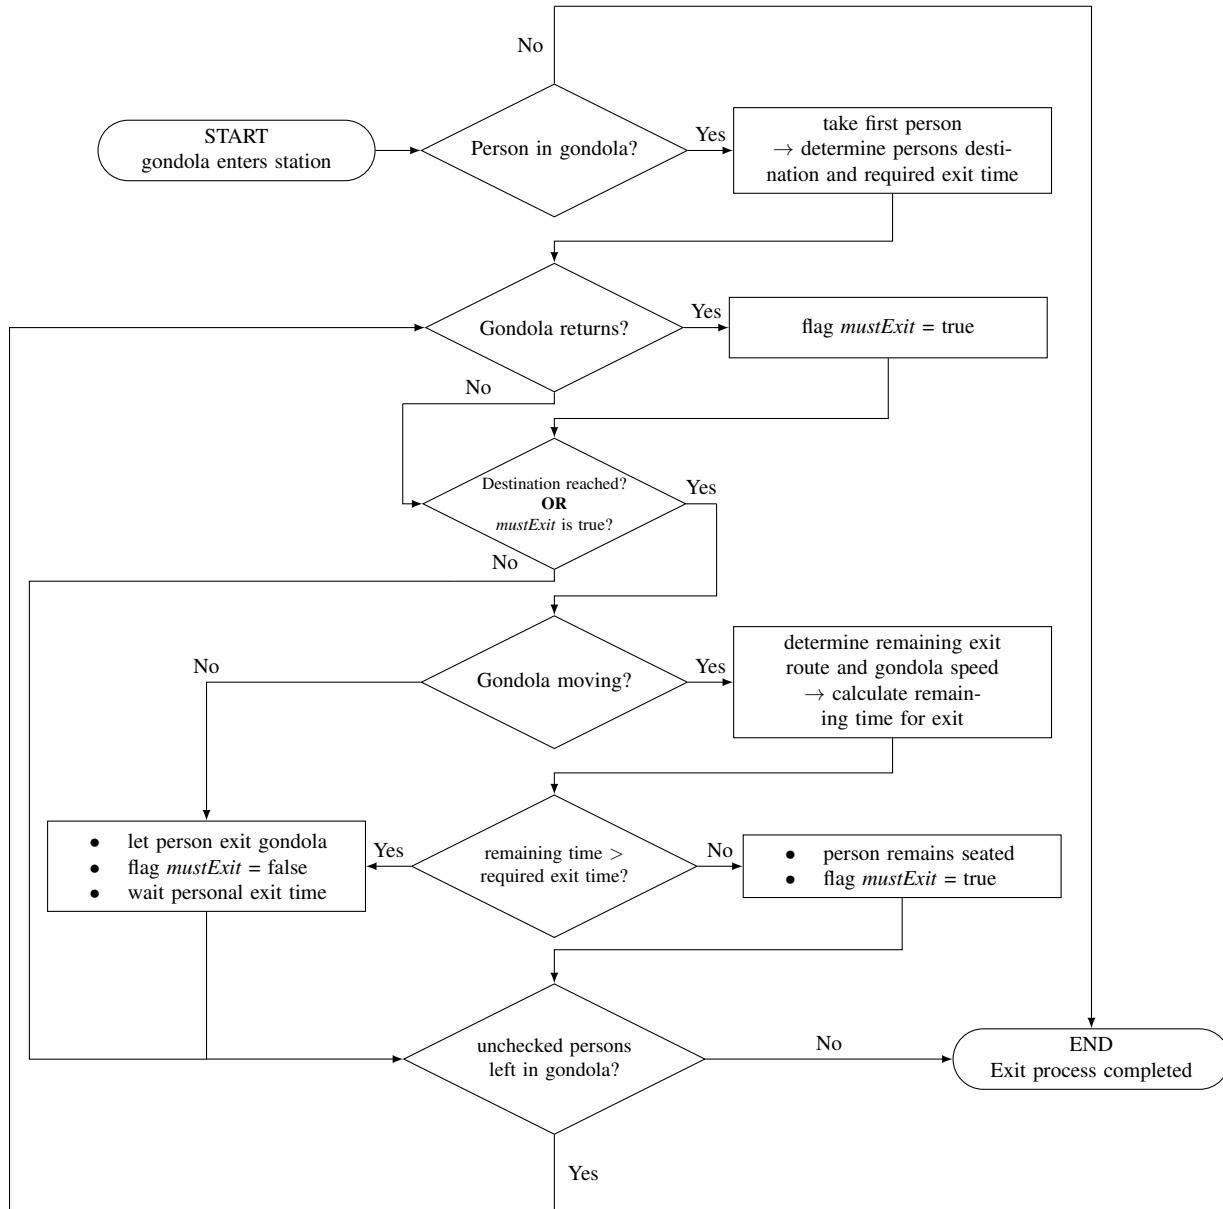 No
START
gondola enters station
Person in gondola?
Yes
take first person
→ determine persons desti-
nation and required exit time
Gondola returns?
Yes
flag mustExit = true
No
Destination reached?
OR
mustExit is true?
Yes
No
No
Gondola moving?
Yes
determine remaining exit
route and gondola speed
→ calculate remain-
ing time for exit
● let person exit gondola
● flag mustExit = false
● wait personal exit time
Yes
remaining time >
required exit time?
No
● person remains seated
● flag mustExit = true
unchecked persons
left in gondola?
No
END
Exit process completed
Yes